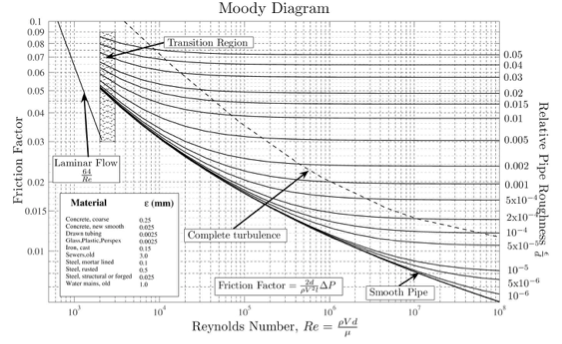 Moody Diagram
Transition Region
Laminar Flow
64
Re
Complete turbulence
Smooth Pipe
Friction Factor = 2d/ρV²l ΔP
Material ε (mm)
Concrete, coarse 0.25
Concrete, new smooth 0.025
Drawn tubing 0.0025
Glass,Plastic,Perspex 0.0025
Iron, cast 0.15
Sewers,old 3.0
Steel, mortar lined 0.1
Steel, rusted 0.5
Steel, structural or forged 0.025
Water mains, old 1.0
Friction Factor
0.1
0.09
0.08
0.07
0.06
0.05
0.04
0.03
0.02
0.015
0.01
0.05
0.04
0.03
0.02
0.015
0.01
0.005
0.002
0.001
5x10⁻⁴
2x10⁻⁴
10⁻⁴
5x10⁻⁵
10⁻⁵
5x10⁻⁶
10⁻⁶
Relative Pipe Roughness ε/d
10³ 10⁴ 10⁵ 10⁶ 10⁷ 10⁸
Reynolds Number, Re = ρVd/μ